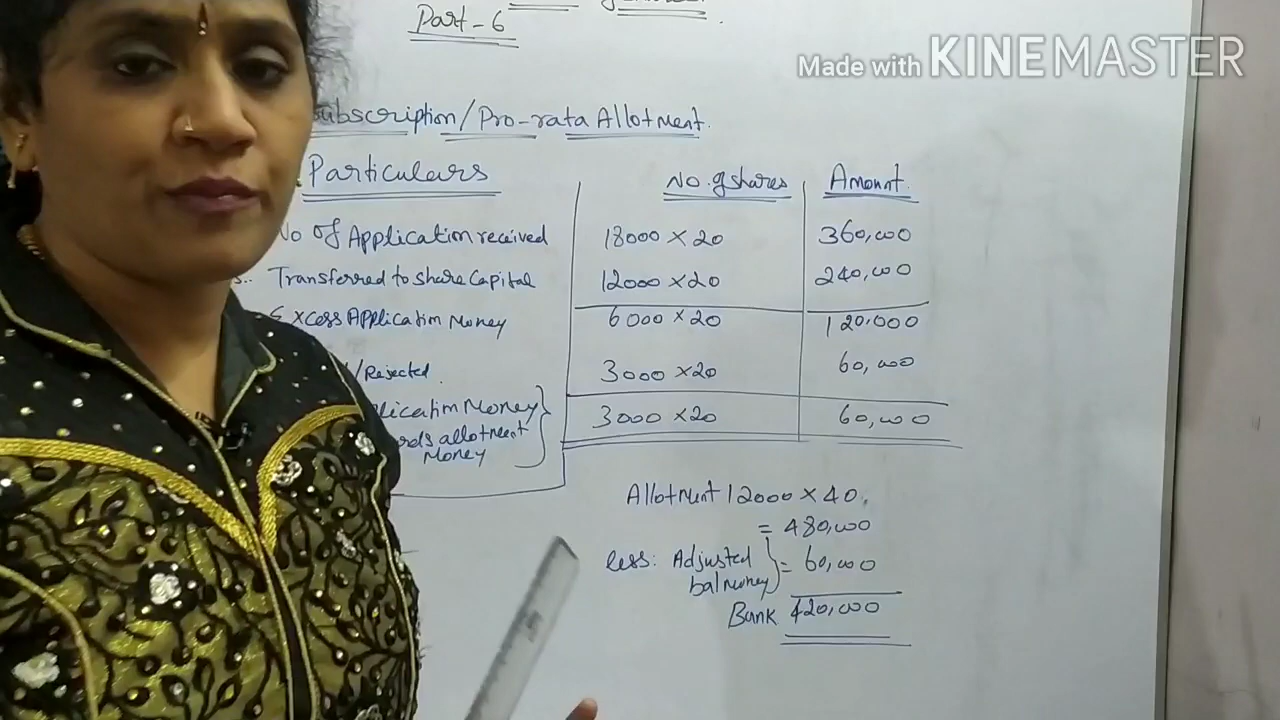 Part-6
Made with KINEMASTER
ubscription/Pro-rata Allotment.
Particulars No. of shares Amount.
No of Application received 18000 × 20 360,000
Transferred to share Capital 12000 × 20 240,000
Excess Application Money 6000 × 20 120,000
/Rejected. 3000 × 20 60,000
plication Money 3000 × 20 60,000
rds allotment
Money
Allotment 12000 × 40.
= 480,000
less: Adjusted = 60,000
bal money
Bank 420,000